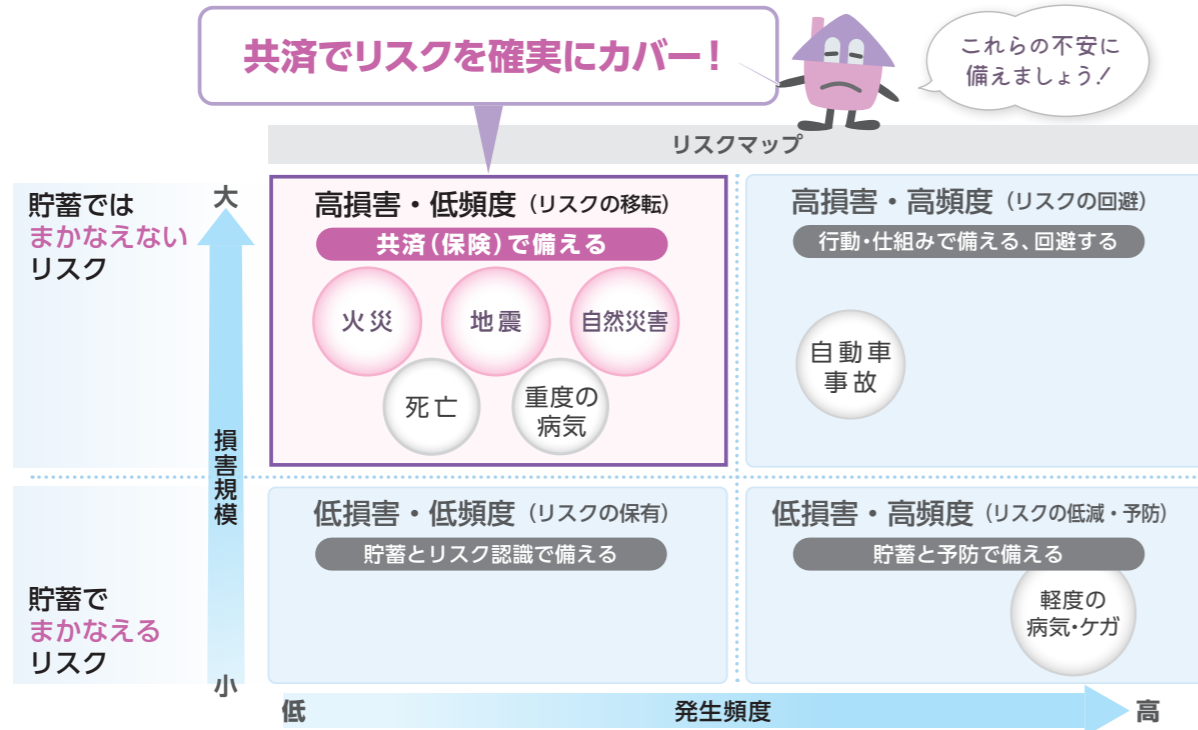 共済でリスクを確実にカバー！
これらの不安に
備えましょう！
リスクマップ
貯蓄では
まかなえない
リスク
大
高損害・低頻度（リスクの移転）
共済（保険）で備える
火災
地震
自然災害
死亡
重度の
病気
高損害・高頻度（リスクの回避）
行動・仕組みで備える、回避する
自動車
事故
損害規模
低損害・低頻度（リスクの保有）
貯蓄とリスク認識で備える
低損害・高頻度（リスクの低減・予防）
貯蓄と予防で備える
軽度の
病気・ケガ
貯蓄で
まかなえる
リスク
小
低
発生頻度
高